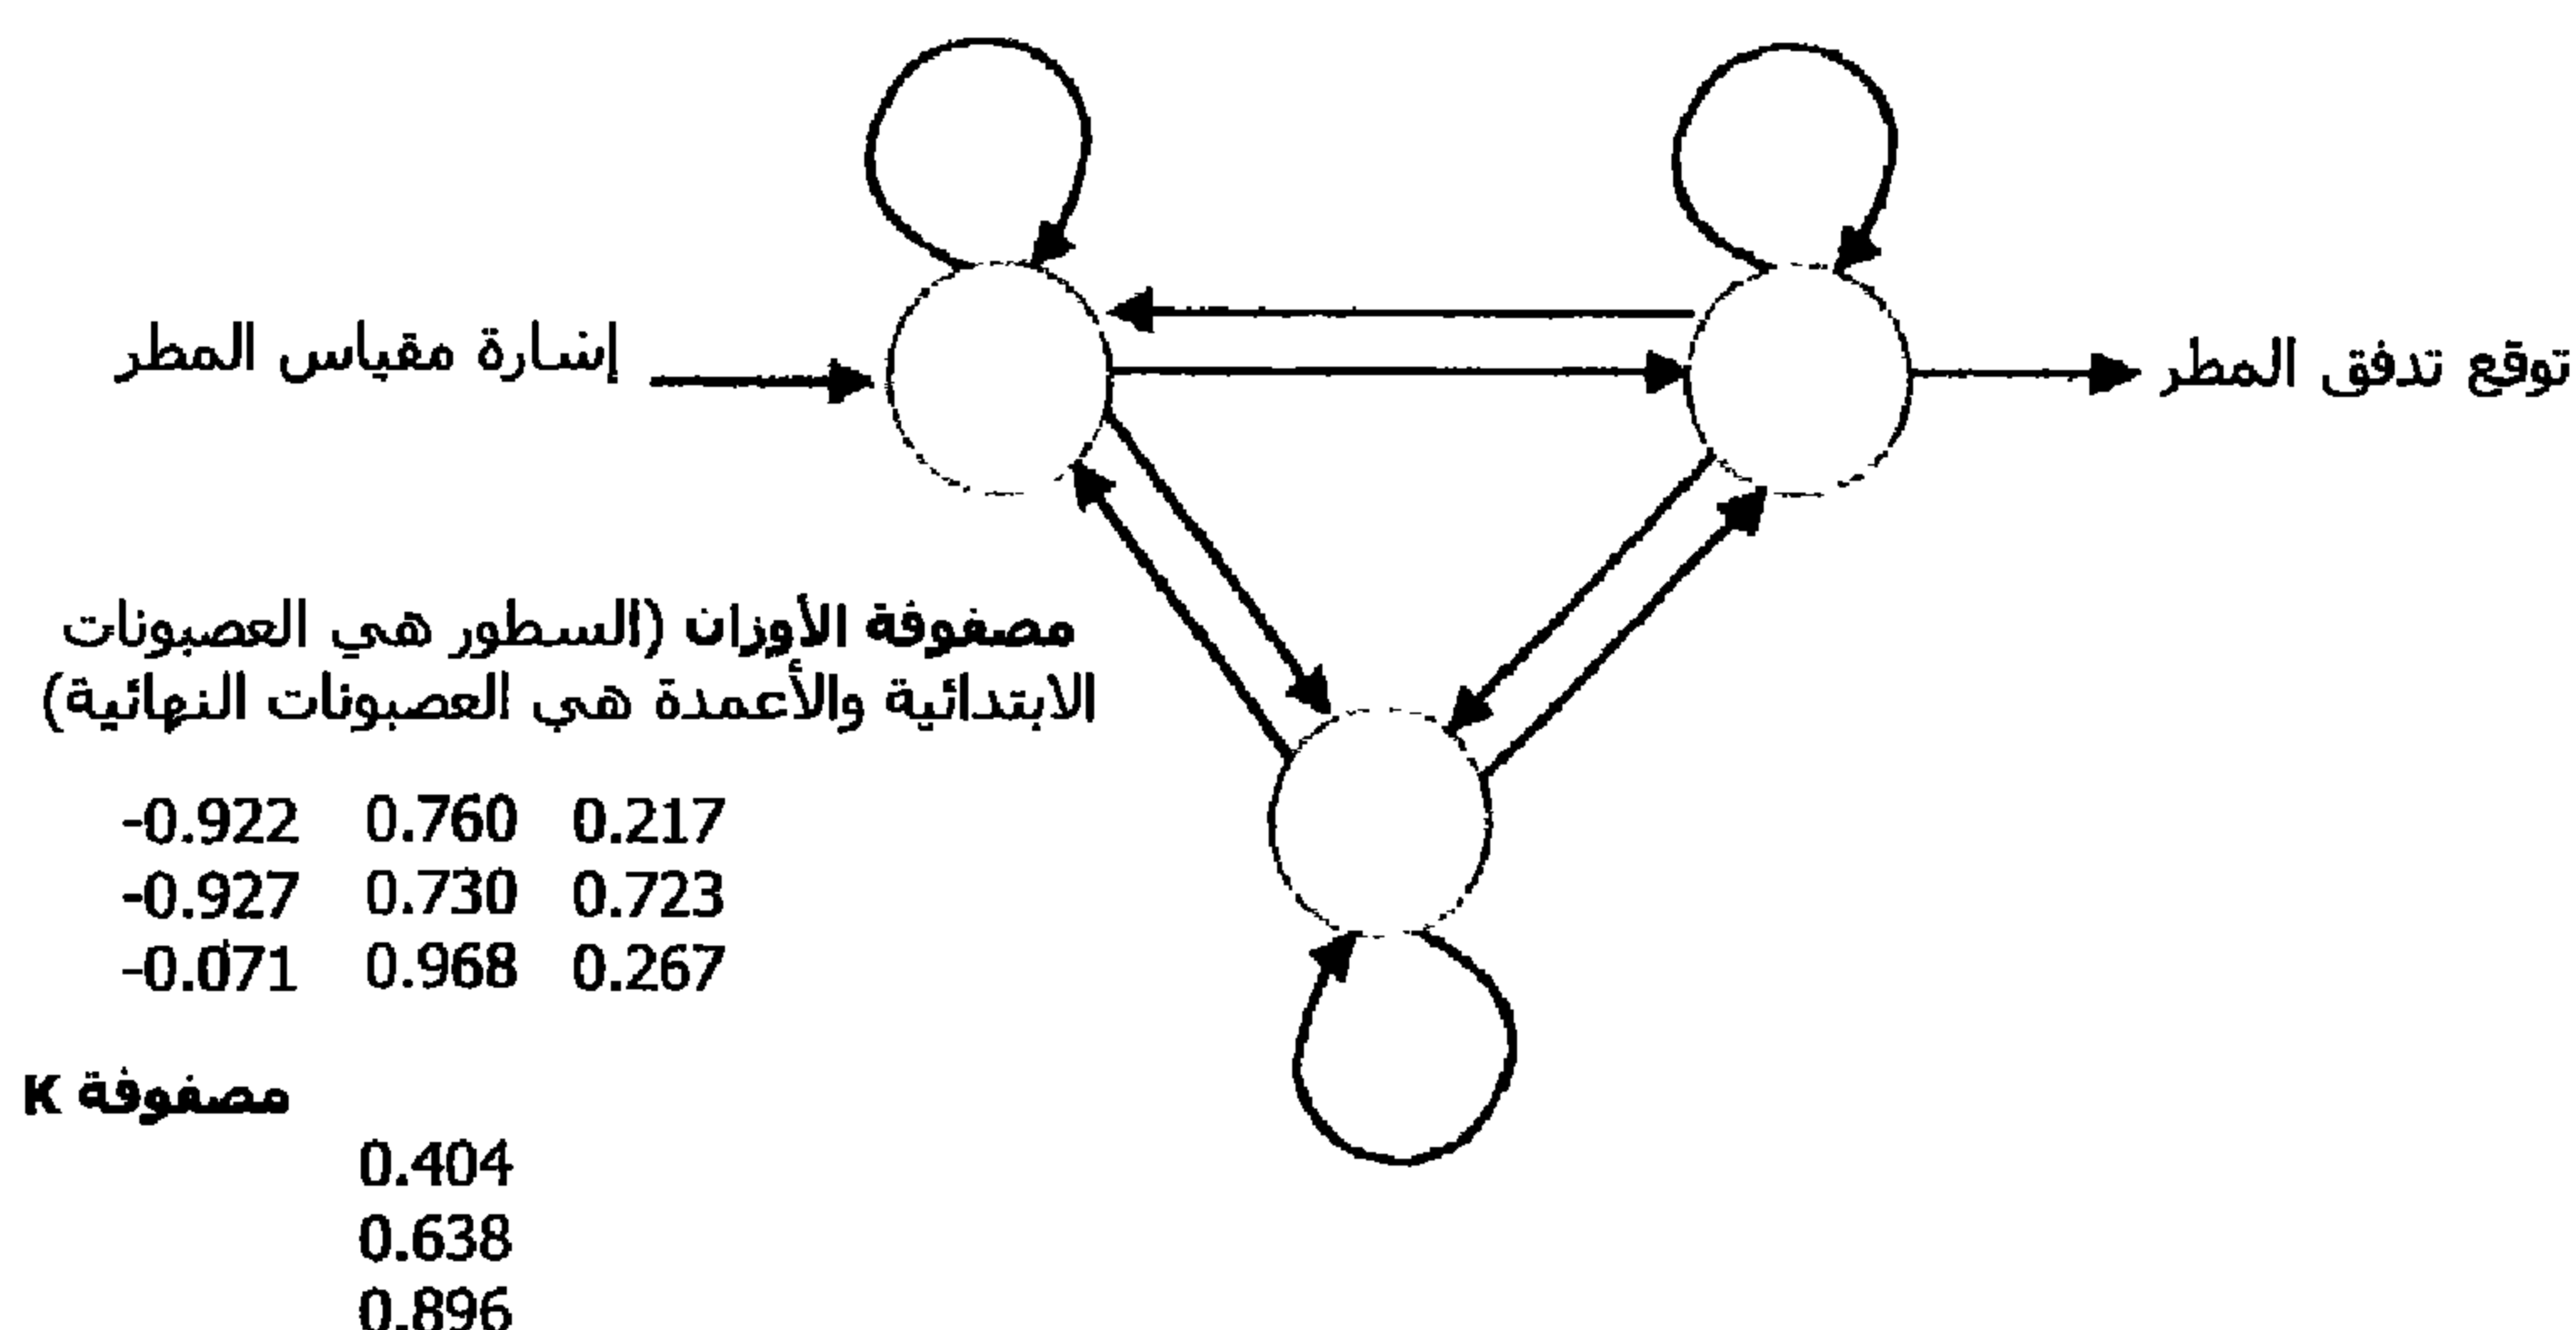 إشارة مقياس المطر
توقع تدفق المطر
مصفوفة الأوزان (السطور هي العصبونات
الابتدائية والأعمدة هي العصبونات النهائية)
-0.922 0.760 0.217
-0.927 0.730 0.723
-0.071 0.968 0.267
مصفوفة K
0.404
0.638
0.896